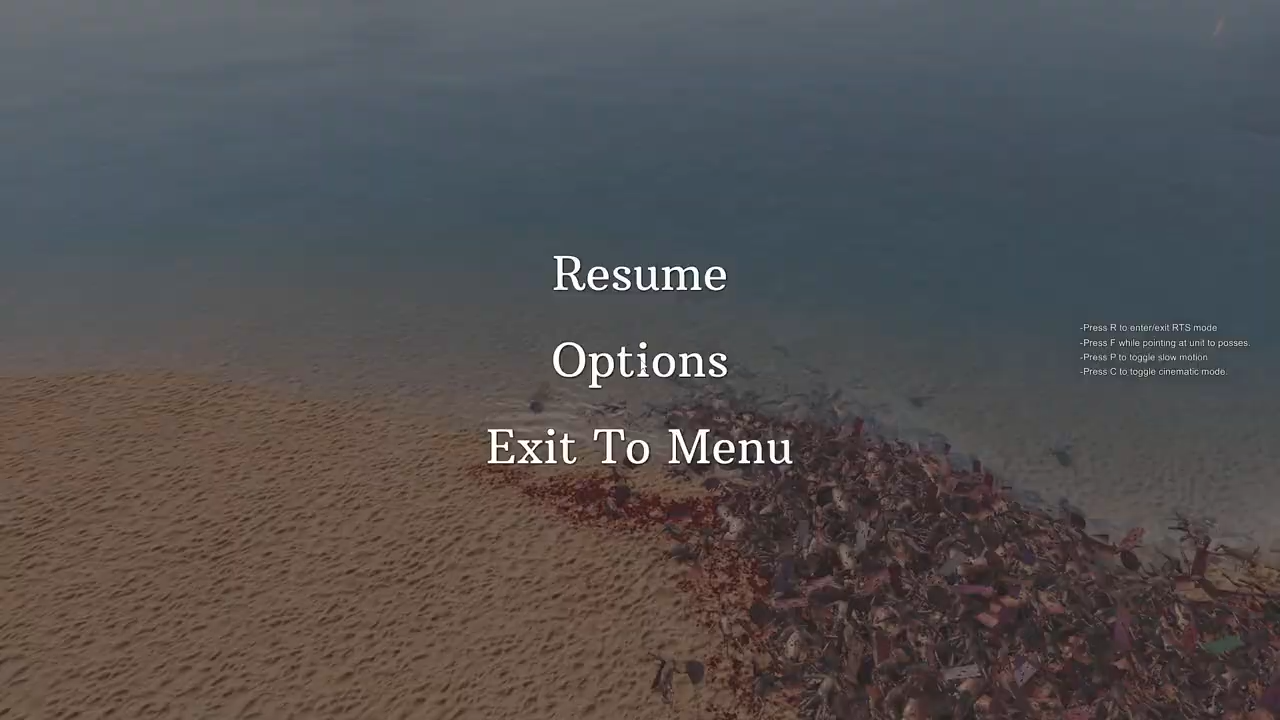 Resume
Options
Exit To Menu
-Press R to enter/exit RTS mode
-Press F while pointing at unit to posses.
-Press P to toggle slow motion
-Press C to toggle cinematic mode.